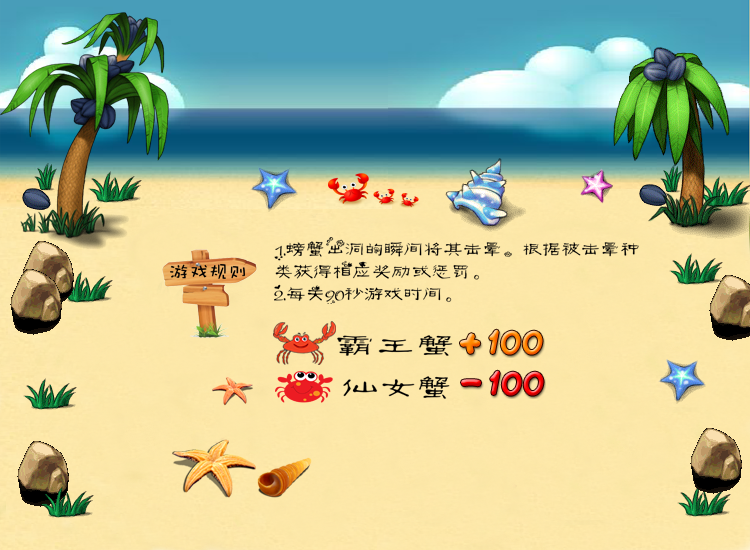 游戏规则
1.螃蟹出洞的瞬间将其击晕。根据被击晕种
类获得相应奖励或惩罚。
2.每关90秒游戏时间。
霸王蟹+100
仙女蟹-100